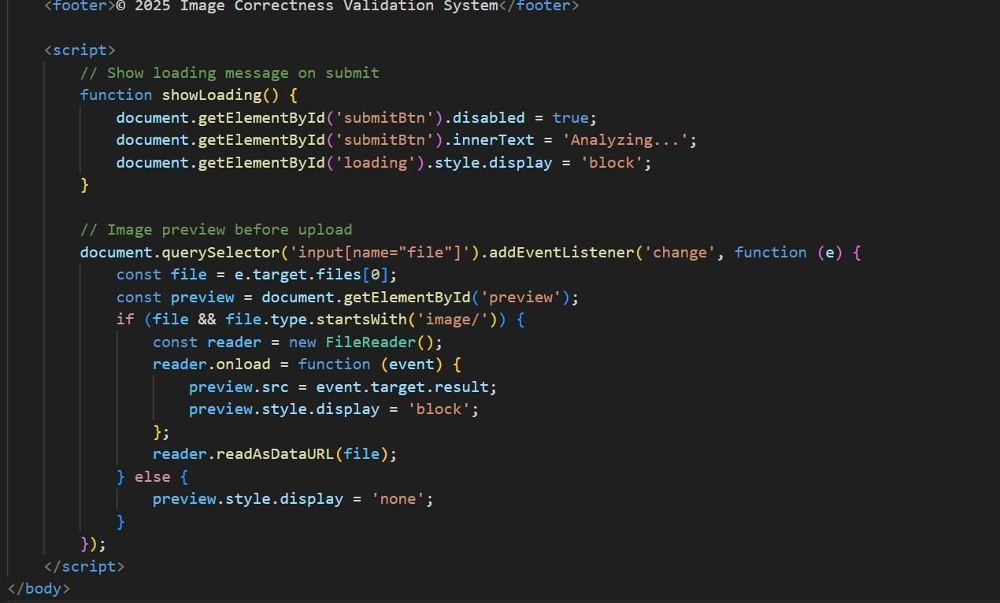 <footer>© 2025 Image Correctness Validation System</footer>
<script>
// Show loading message on submit
function showLoading() {
document.getElementById('submitBtn').disabled = true;
document.getElementById('submitBtn').innerText = 'Analyzing...';
document.getElementById('loading').style.display = 'block';
}
// Image preview before upload
document.querySelector('input[name="file"]').addEventListener('change', function (e) {
const file = e.target.files[0];
const preview = document.getElementById('preview');
if (file && file.type.startsWith('image/')) {
const reader = new FileReader();
reader.onload = function (event) {
preview.src = event.target.result;
preview.style.display = 'block';
};
reader.readAsDataURL(file);
} else {
preview.style.display = 'none';
}
});
</script>
</body>